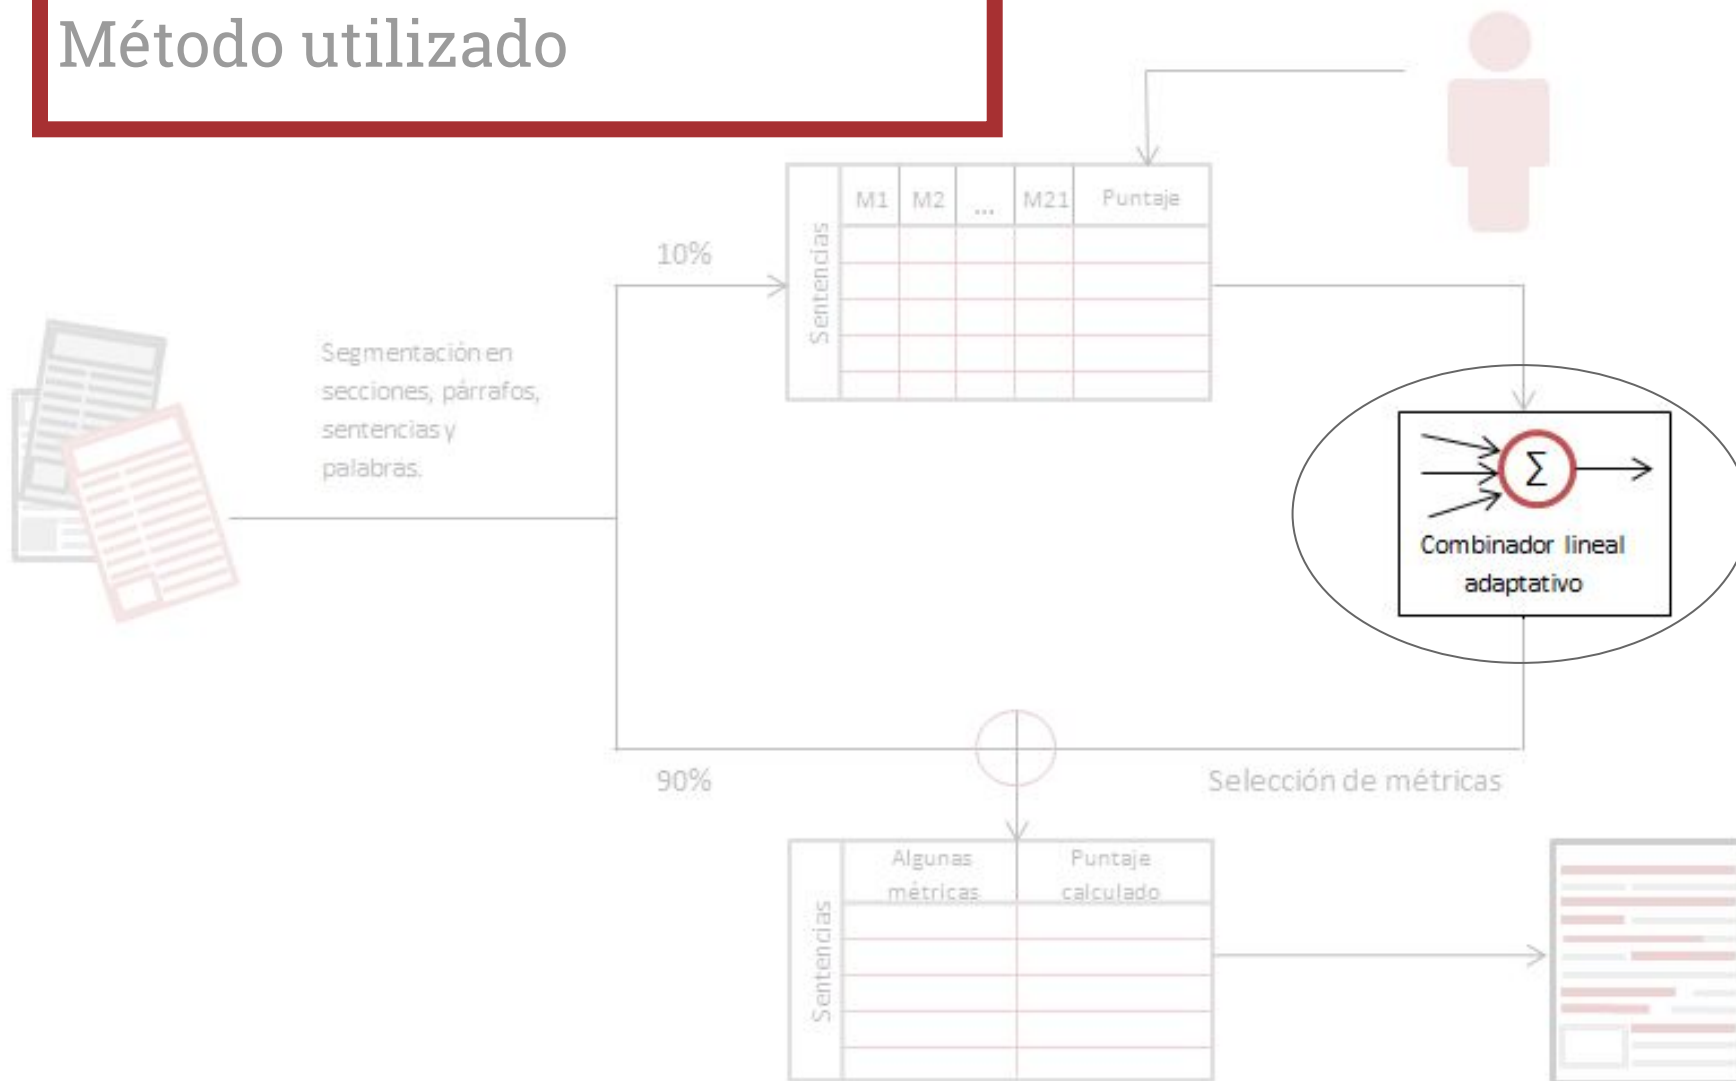 Método utilizado
M1 M2 ... M21 Puntaje
Sentencias
10%
Segmentación en
secciones, párrafos,
sentencias y
palabras.
Σ
Combinador lineal
adaptativo
90%
Selección de métricas
Algunas
métricas
Puntaje
calculado
Sentencias